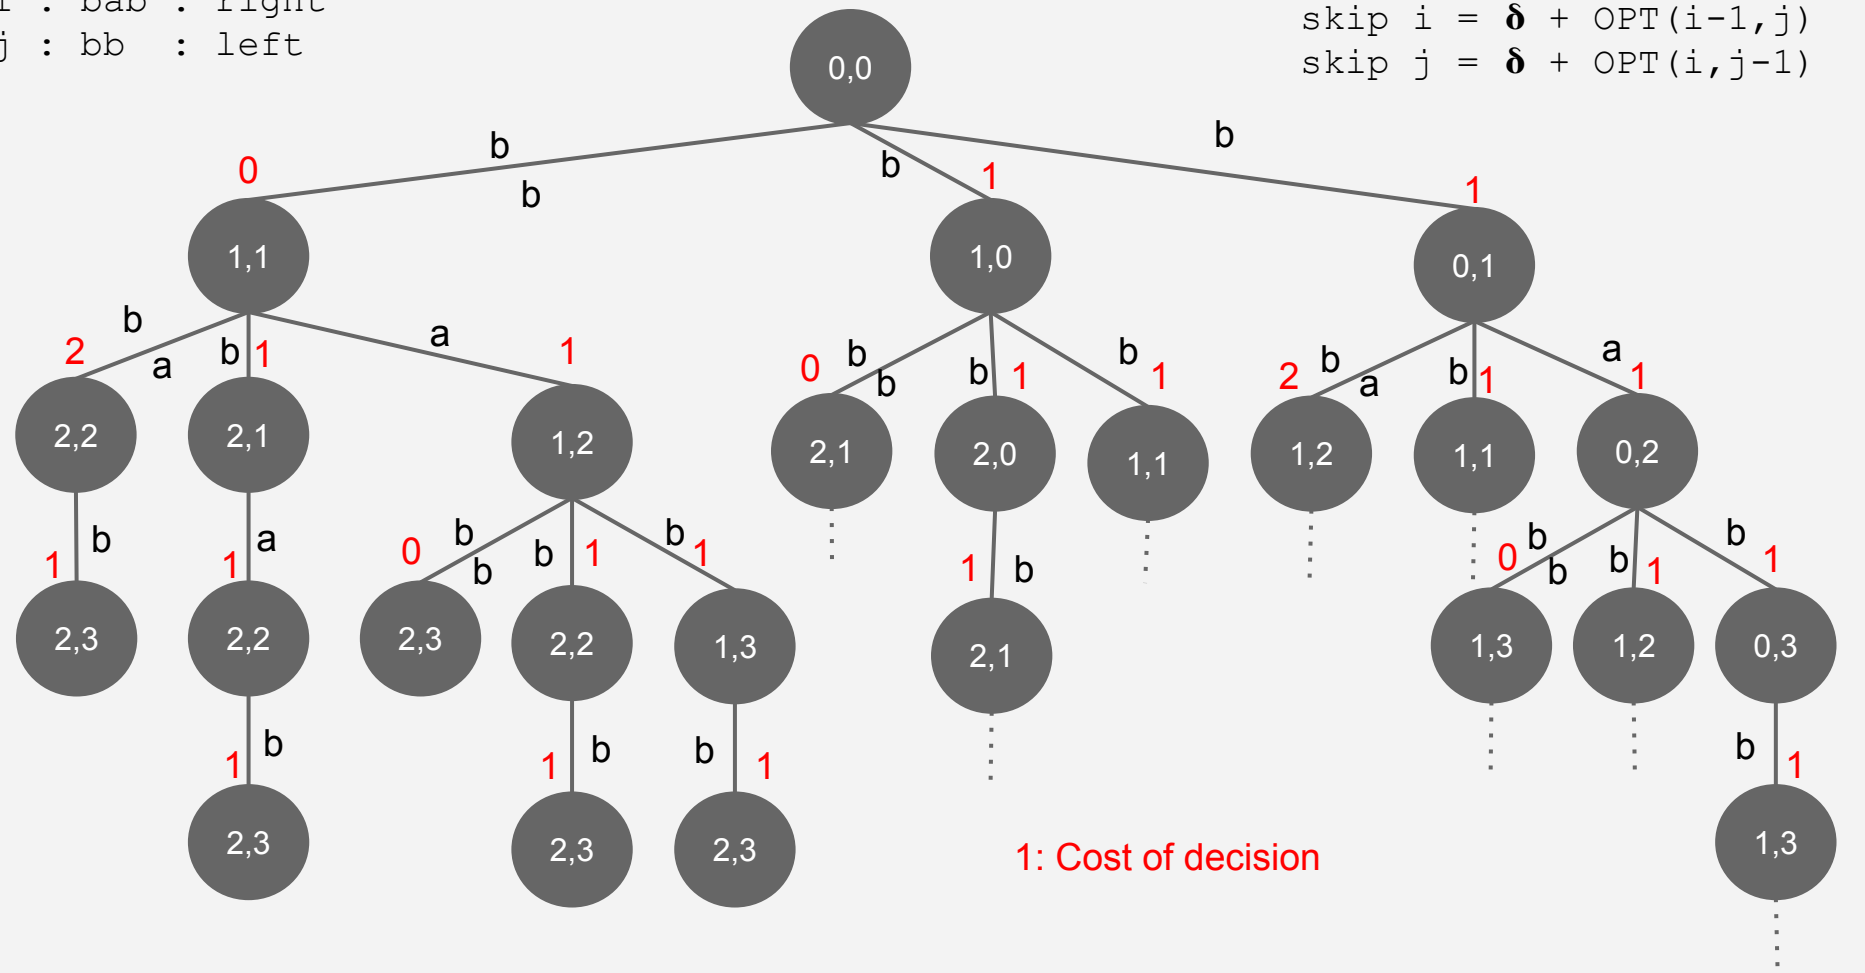 : bab : right
j : bb : left
skip i = δ + OPT(i-1,j)
skip j = δ + OPT(i,j-1)
0,0
b
b
b
b
0
1
1
1,1
1,0
0,1
b
a
2
b
1
a
1
0
b
b
b
1
b
1
2
b
a
b
1
a
1
2,2
2,1
1,2
2,1
2,0
1,1
1,2
1,1
0,2
1
b
1
a
0
b
b
b
1
b
1
1
b
0
b
b
b
1
b
1
2,3
2,2
2,3
2,2
1,3
2,1
1,3
1,2
0,3
1
b
1
b
b
1
b
1
2,3
2,3
2,3
1,3
1: Cost of decision